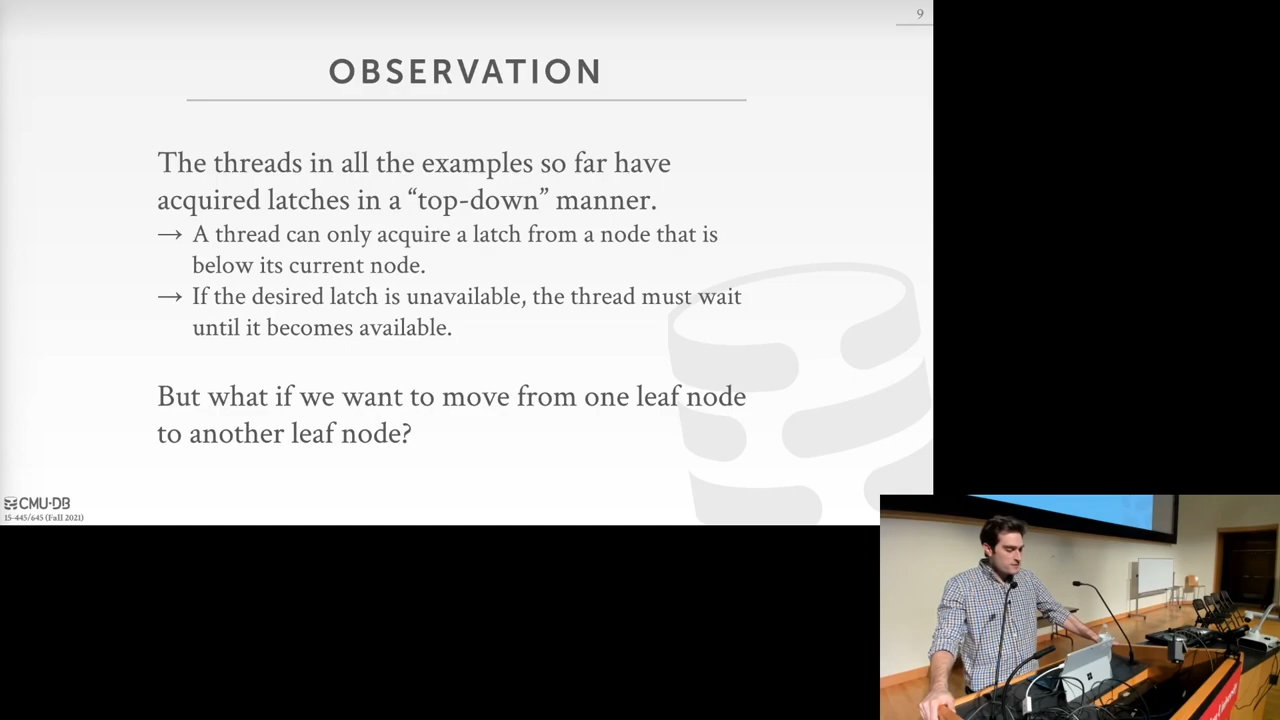 9
OBSERVATION
The threads in all the examples so far have
acquired latches in a “top-down” manner.
→ A thread can only acquire a latch from a node that is
below its current node.
→ If the desired latch is unavailable, the thread must wait
until it becomes available.
But what if we want to move from one leaf node
to another leaf node?
CMU·DB
15-445/645 (Fall 2021)